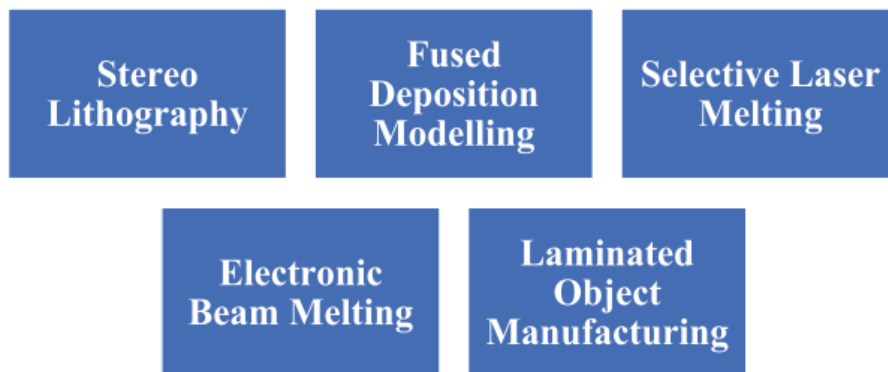 Stereo
Lithography
Fused
Deposition
Modelling
Selective Laser
Melting
Electronic
Beam Melting
Laminated
Object
Manufacturing